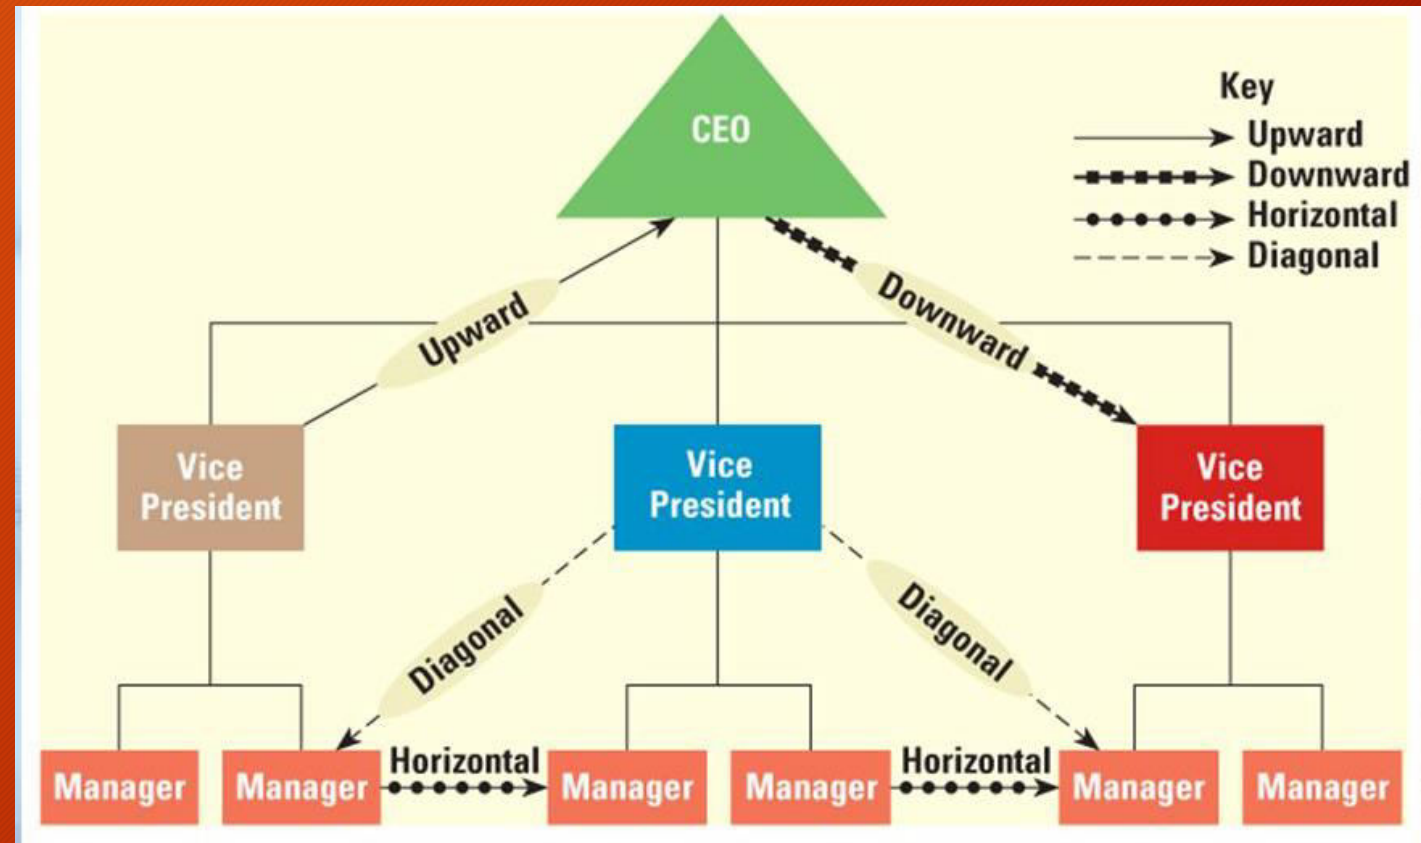 CEO
Key
Upward
Downward
Horizontal
Diagonal
Upward
Downward
Vice
President
Vice
President
Vice
President
Diagonal
Diagonal
Horizontal
Horizontal
Manager
Manager
Manager
Manager
Manager
Manager